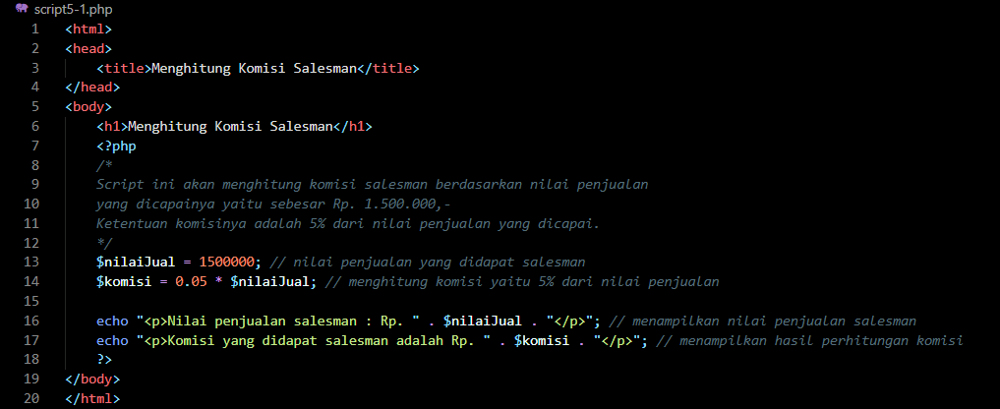 script5-1.php
1 <html>
2 <head>
3     <title>Menghitung Komisi Salesman</title>
4 </head>
5 <body>
6     <h1>Menghitung Komisi Salesman</h1>
7     <?php
8     /*
9     Script ini akan menghitung komisi salesman berdasarkan nilai penjualan
10     yang dicapainya yaitu sebesar Rp. 1.500.000,-
11     Ketentuan komisinya adalah 5% dari nilai penjualan yang dicapai.
12     */
13     $nilaiJual = 1500000; // nilai penjualan yang didapat salesman
14     $komisi = 0.05 * $nilaiJual; // menghitung komisi yaitu 5% dari nilai penjualan
15
16     echo "<p>Nilai penjualan salesman : Rp. " . $nilaiJual . "</p>"; // menampilkan nilai penjualan salesman
17     echo "<p>Komisi yang didapat salesman adalah Rp. " . $komisi . "</p>"; // menampilkan hasil perhitungan komisi
18     ?>
19 </body>
20 </html>